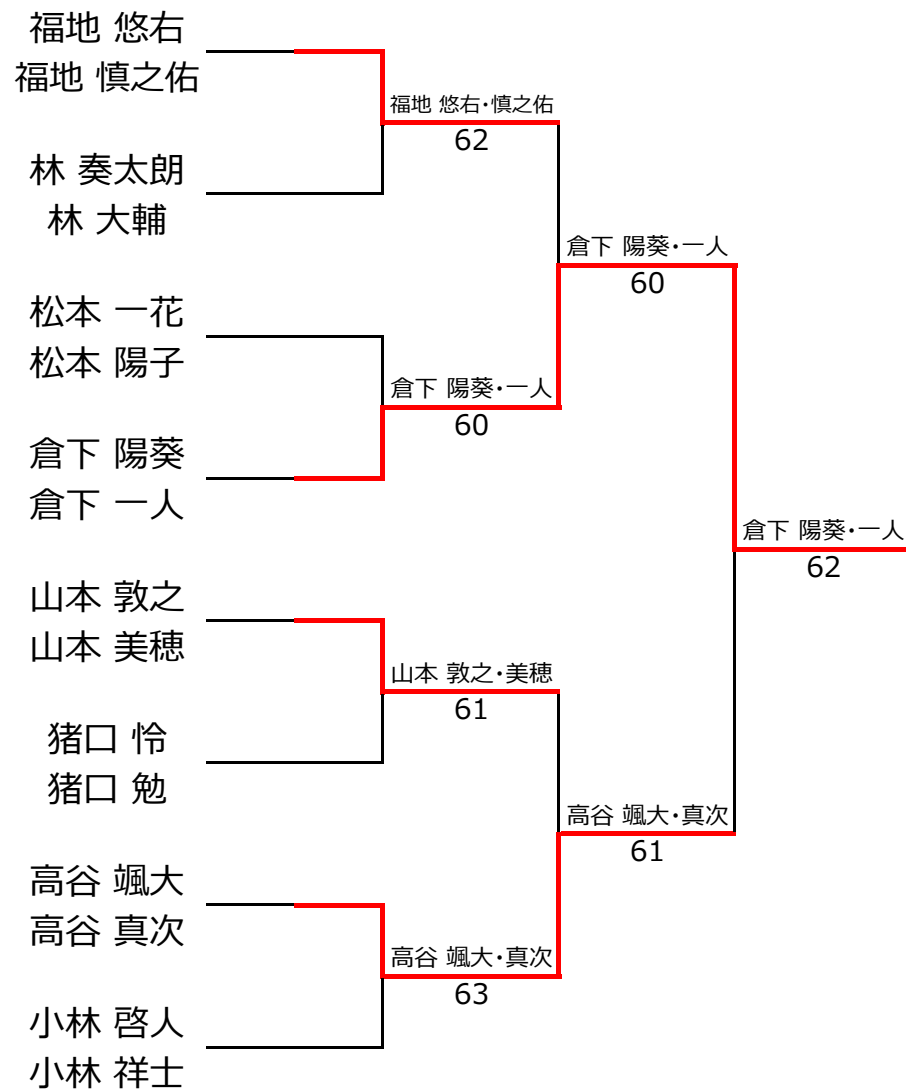 福地 悠右
福地 慎之佑
林 奏太朗
林 大輔
松本 一花
松本 陽子
倉下 陽葵
倉下 一人
山本 敦之
山本 美穂
猪口 怜
猪口 勉
高谷 颯大
高谷 真次
小林 啓人
小林 祥士
福地 悠右・慎之佑
62
倉下 陽葵・一人
60
山本 敦之・美穂
61
高谷 颯大・真次
63
倉下 陽葵・一人
60
高谷 颯大・真次
61
倉下 陽葵・一人
62